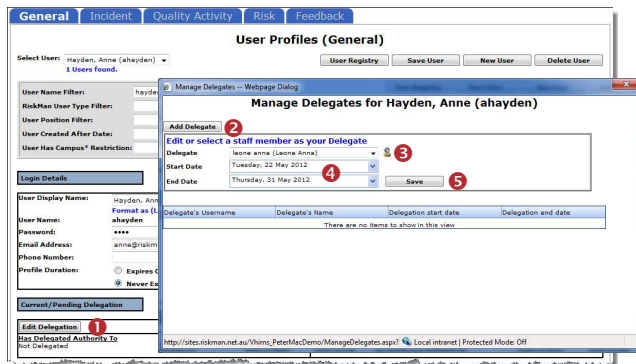 General Incident Quality Activity Risk Feedback
User Profiles (General)
Select User: Hayden, Anne (ahayden)
1 Users found.
User Registry Save User New User Delete User
User Name Filter: hayde
RiskMan User Type Filter:
User Position Filter:
User Created After Date:
User Has Campus* Restriction:
Login Details
User Display Name: Hayden, Ann
Format as (L
User Name: ahayden
Password: ••••
Email Address: anne@riskm
Phone Number:
Profile Duration: Expires O
Never Ex
Current/Pending Delegation
Edit Delegation 1
Has Delegated Authority To
Not Delegated
Manage Delegates -- Webpage Dialog
Manage Delegates for Hayden, Anne (ahayden)
Add Delegate 2
Edit or select a staff member as your Delegate
Delegate leone anna (Leone Anna) 3
Start Date Tuesday, 22 May 2012 4
End Date Thursday, 31 May 2012 Save 5
Delegate's Username Delegate's Name Delegation start date Delegation end date
There are no items to show in this view
http://sites.riskman.net.au/Vhims_PeterMacDemo/ManageDelegates.aspx? Local intranet | Protected Mode: Off